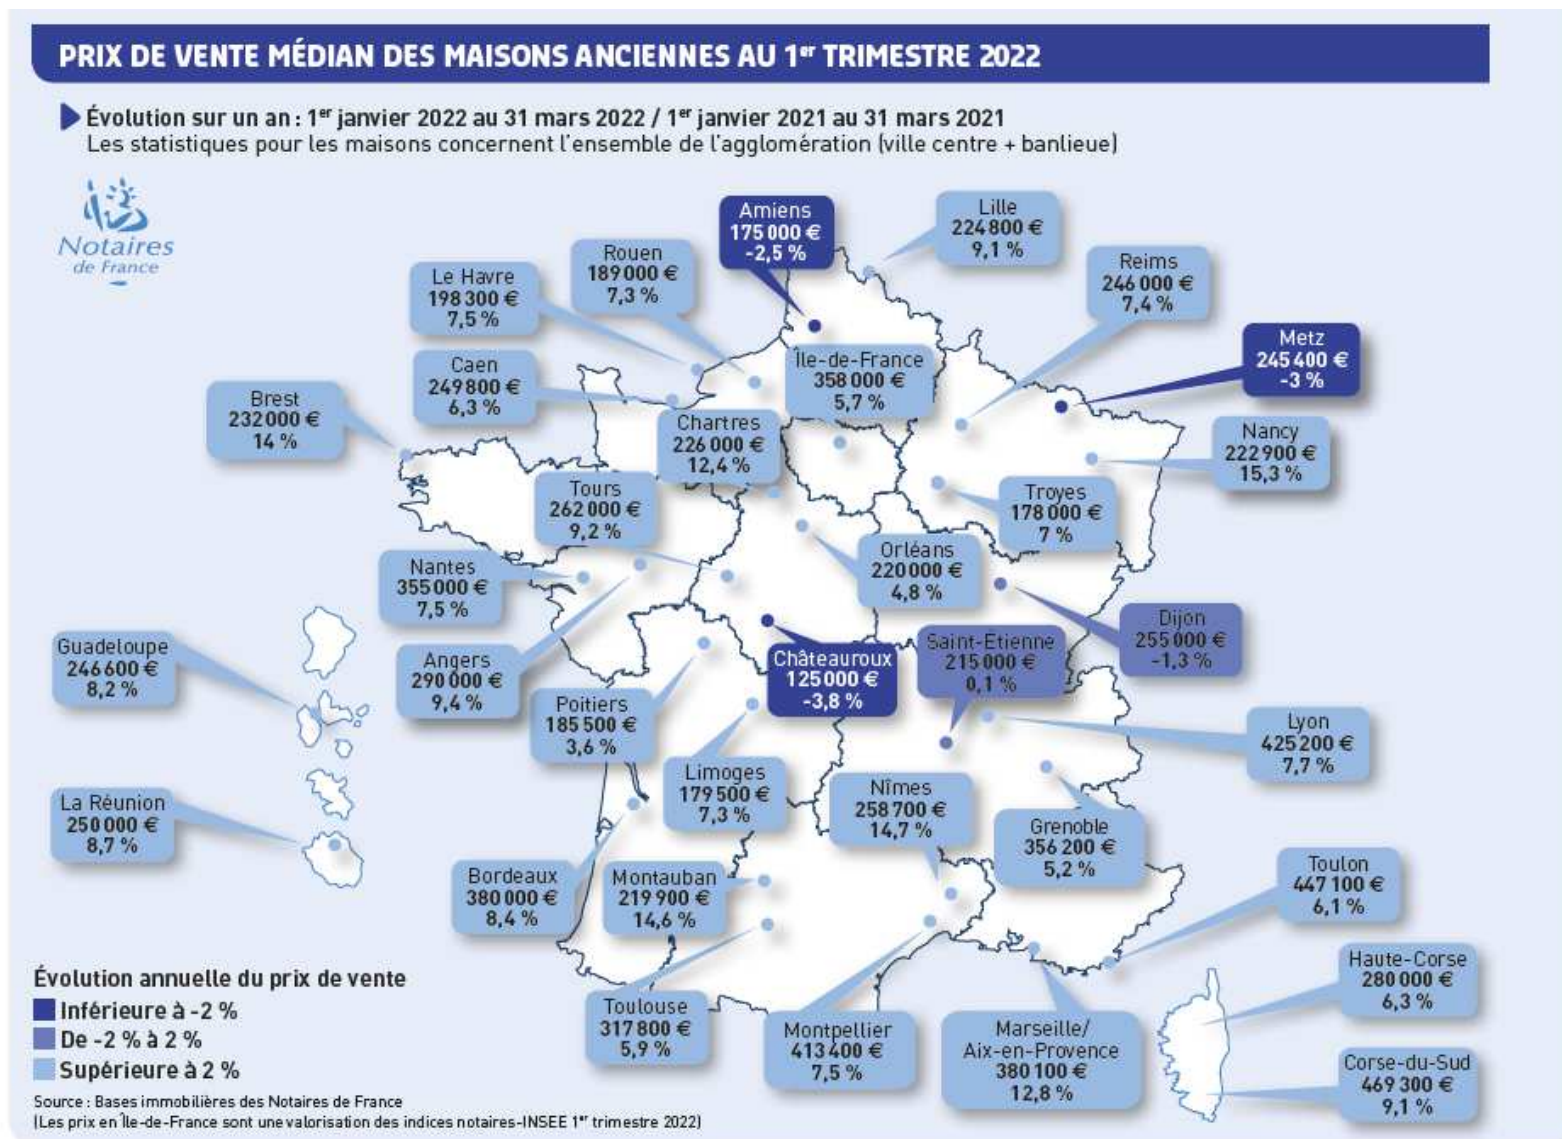 PRIX DE VENTE MÉDIAN DES MAISONS ANCIENNES AU 1er TRIMESTRE 2022
Évolution sur un an : 1er janvier 2022 au 31 mars 2022 / 1er janvier 2021 au 31 mars 2021
Les statistiques pour les maisons concernent l'ensemble de l'agglomération (ville centre + banlieue)
Notaires
de France
Amiens
175 000 €
-2,5 %
Lille
224 800 €
9,1 %
Rouen
189 000 €
7,3 %
Le Havre
198 300 €
7,5 %
Reims
246 000 €
7,4 %
Metz
245 400 €
-3 %
Île-de-France
358 000 €
5,7 %
Caen
249 800 €
6,3 %
Brest
232 000 €
14 %
Chartres
226 000 €
12,4 %
Nancy
222 900 €
15,3 %
Tours
262 000 €
9,2 %
Troyes
178 000 €
7 %
Orléans
220 000 €
4,8 %
Nantes
355 000 €
7,5 %
Dijon
255 000 €
-1,3 %
Saint-Étienne
215 000 €
0,1 %
Guadeloupe
246 600 €
8,2 %
Angers
290 000 €
9,4 %
Châteauroux
125 000 €
-3,8 %
Poitiers
185 500 €
3,6 %
Lyon
425 200 €
7,7 %
Limoges
179 500 €
7,3 %
Nîmes
258 700 €
14,7 %
La Réunion
250 000 €
8,7 %
Grenoble
356 200 €
5,2 %
Toulon
447 100 €
6,1 %
Bordeaux
380 000 €
8,4 %
Montauban
219 900 €
14,6 %
Haute-Corse
280 000 €
6,3 %
Toulouse
317 800 €
5,9 %
Montpellier
413 400 €
7,5 %
Marseille/
Aix-en-Provence
380 100 €
12,8 %
Corse-du-Sud
469 300 €
9,1 %
Évolution annuelle du prix de vente
Inférieure à -2 %
De -2 % à 2 %
Supérieure à 2 %
Source : Bases immobilières des Notaires de France
(Les prix en Île-de-France sont une valorisation des indices notaires-INSEE 1er trimestre 2022)